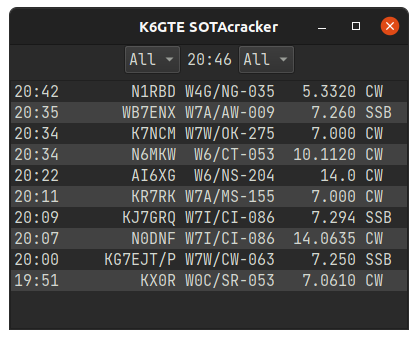 K6GTE SOTAcracker
All 20:46 All
20:42 N1RBD W4G/NG-035 5.3320 CW
20:35 WB7ENX W7A/AW-009 7.260 SSB
20:34 K7NCM W7W/OK-275 7.000 CW
20:34 N6MKW W6/CT-053 10.1120 CW
20:22 AI6XG W6/NS-204 14.0 CW
20:11 KR7RK W7A/MS-155 7.000 CW
20:09 KJ7GRQ W7I/CI-086 7.294 SSB
20:07 N0DNF W7I/CI-086 14.0635 CW
20:00 KG7EJT/P W7W/CW-063 7.250 SSB
19:51 KX0R W0C/SR-053 7.0610 CW